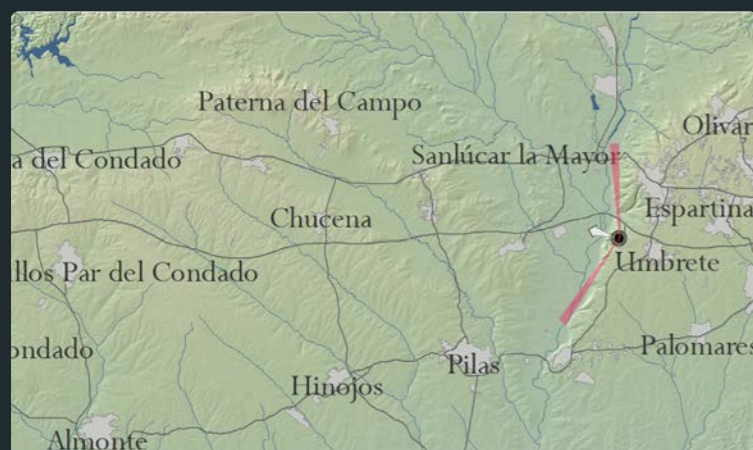 Paterna del Campo
Olivar
a del Condado
Sanlúcar la Mayor
Chucena
Espartina
Umbrete
llos Par del Condado
ondado
Palomares
Pilas
Hinojos
Almonte